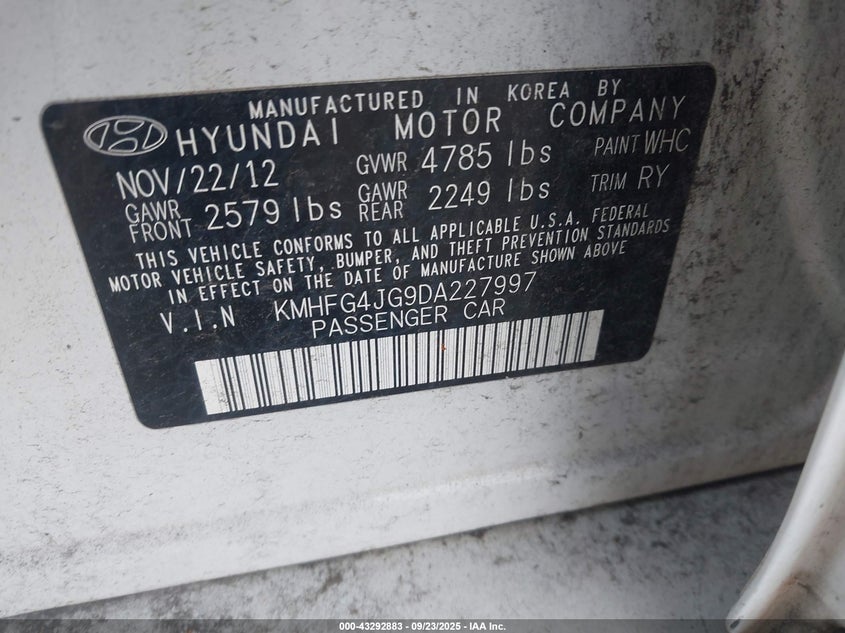 MANUFACTURED IN KOREA BY
HYUNDAI MOTOR COMPANY
NOV/22/12 GVWR 4785 lbs PAINT WHC
GAWR FRONT 2579 lbs GAWR REAR 2249 lbs TRIM RY
THIS VEHICLE CONFORMS TO ALL APPLICABLE U.S.A. FEDERAL
MOTOR VEHICLE SAFETY, BUMPER, AND THEFT PREVENTION STANDARDS
IN EFFECT ON THE DATE OF MANUFACTURE SHOWN ABOVE
V.I.N KMHFG4JG9DA227997
PASSENGER CAR
000-43292883 - 09/23/2025 - IAA Inc.